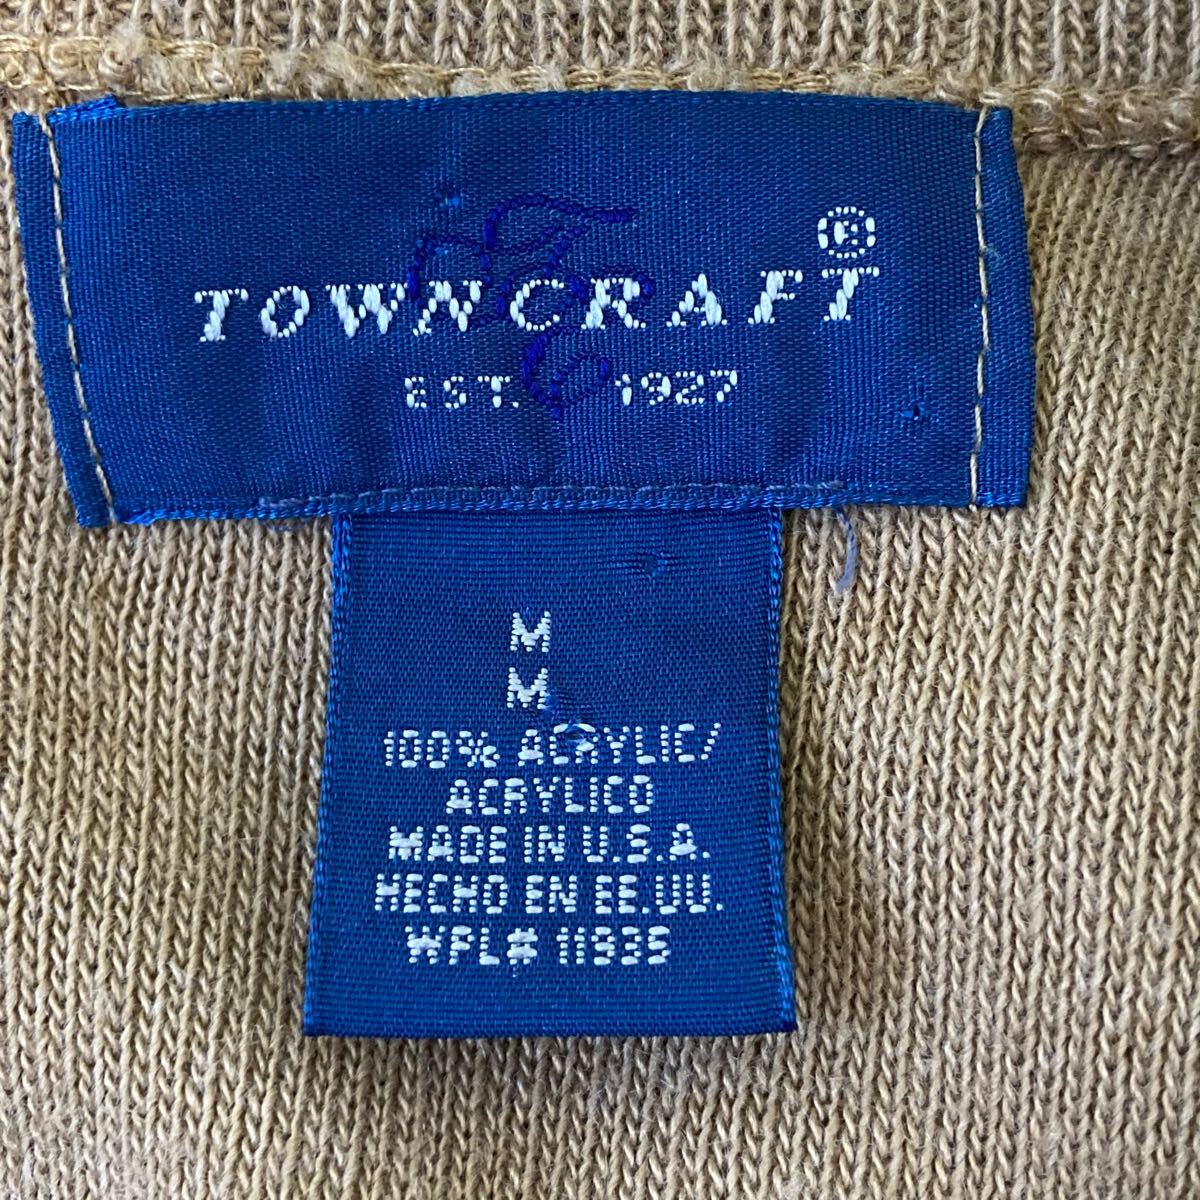 TOWNCRAFT®
EST. 1927
M
M
100% ACRYLIC/
ACRYLICO
MADE IN U.S.A.
HECHO EN EE.UU.
WPL# 11935